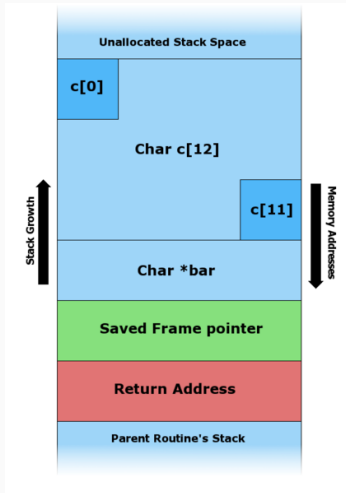 Unallocated Stack Space
c[0]
Char c[12]
c[11]
Stack Growth
Memory Addresses
Char *bar
Saved Frame pointer
Return Address
Parent Routine's Stack